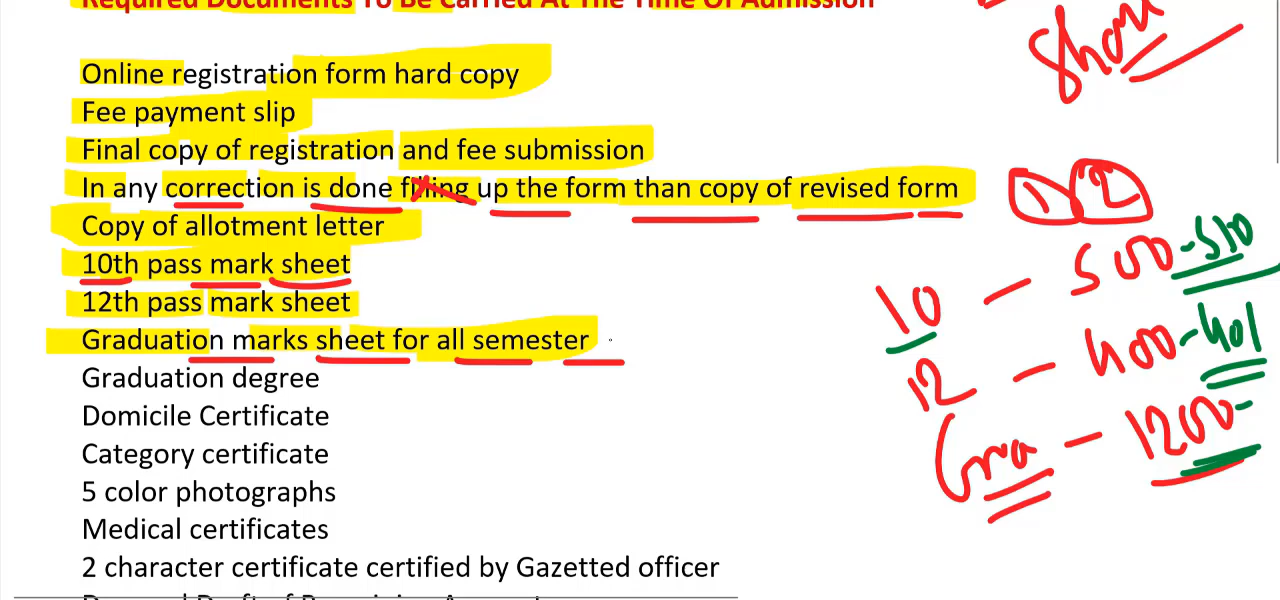 Required Documents To Be Carried At The Time Of Admission
Online registration form hard copy
Fee payment slip
Final copy of registration and fee submission
In any correction is done filling up the form than copy of revised form
Copy of allotment letter
10th pass mark sheet
12th pass mark sheet
Graduation marks sheet for all semester
Graduation degree
Domicile Certificate
Category certificate
5 color photographs
Medical certificates
2 character certificate certified by Gazetted officer
Shor
1 2
10 - 500 - 510
12 - 400 - 401
Gra - 1200 -